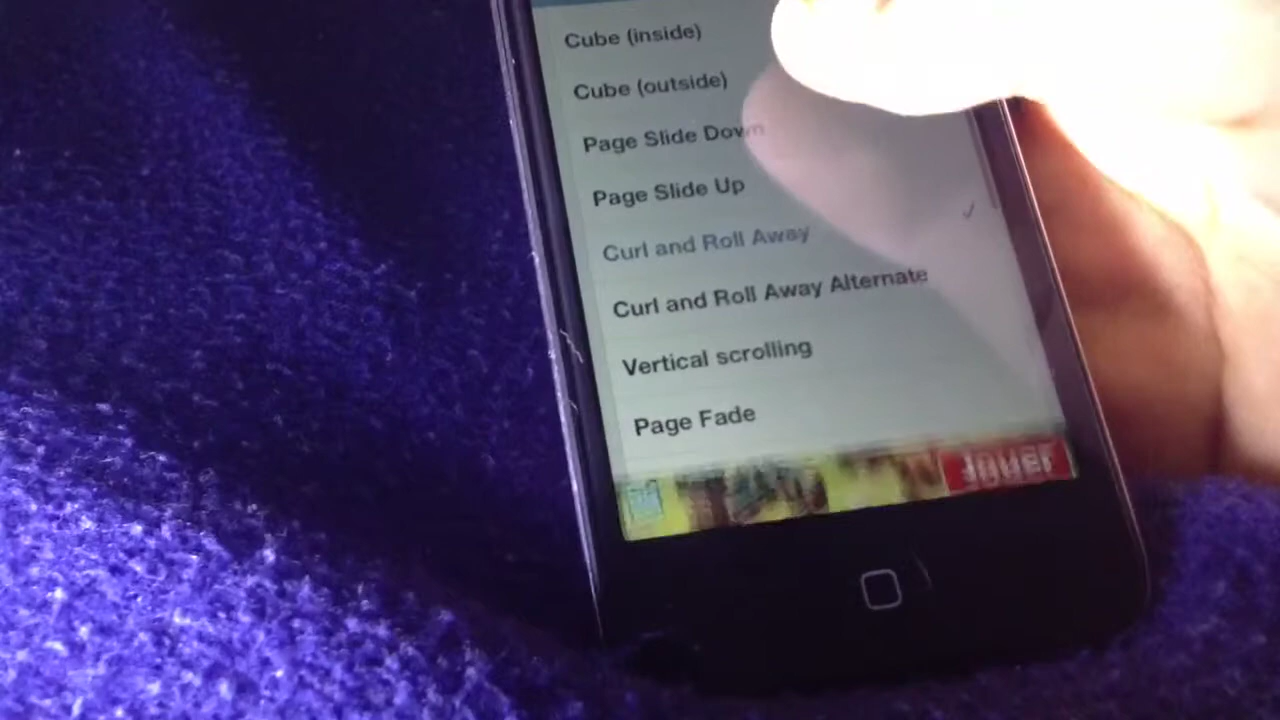 Cube (inside)
Cube (outside)
Page Slide Down
Page Slide Up
Curl and Roll Away
Curl and Roll Away Alternate
Vertical scrolling
Page Fade